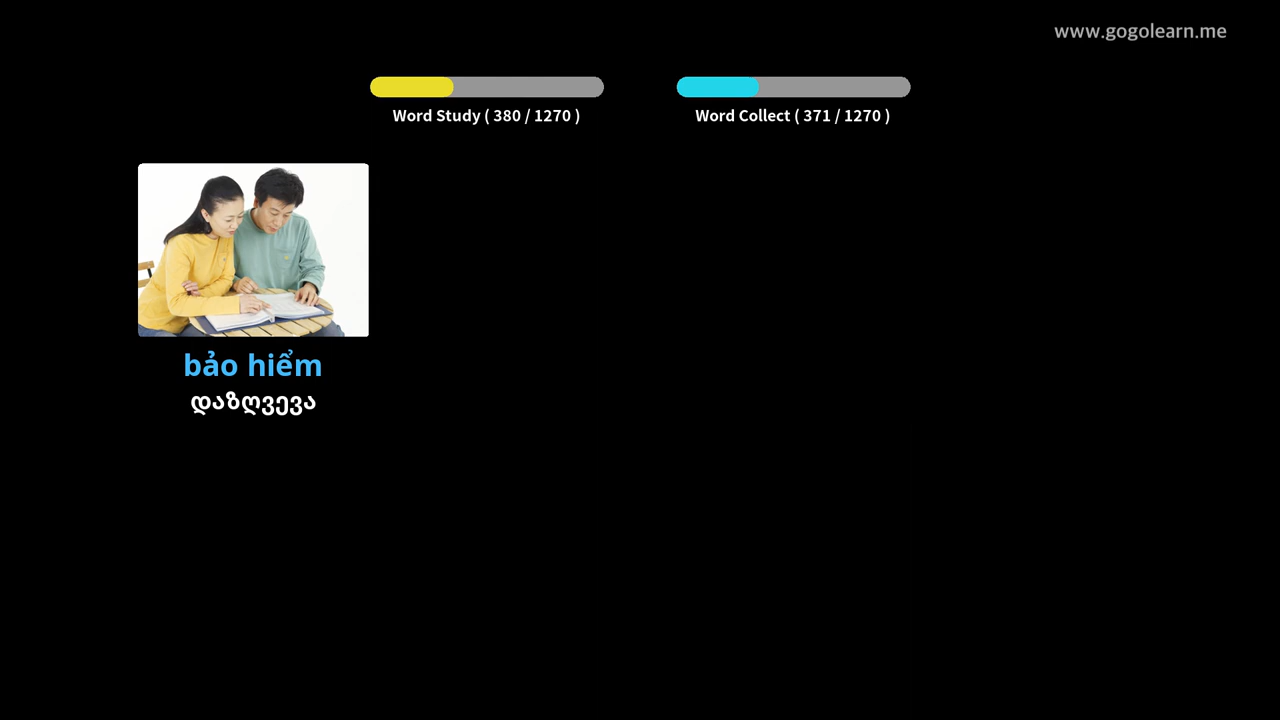 www.gogolearn.me
Word Study ( 380 / 1270 )
Word Collect ( 371 / 1270 )
bảo hiểm
დაზღვევა